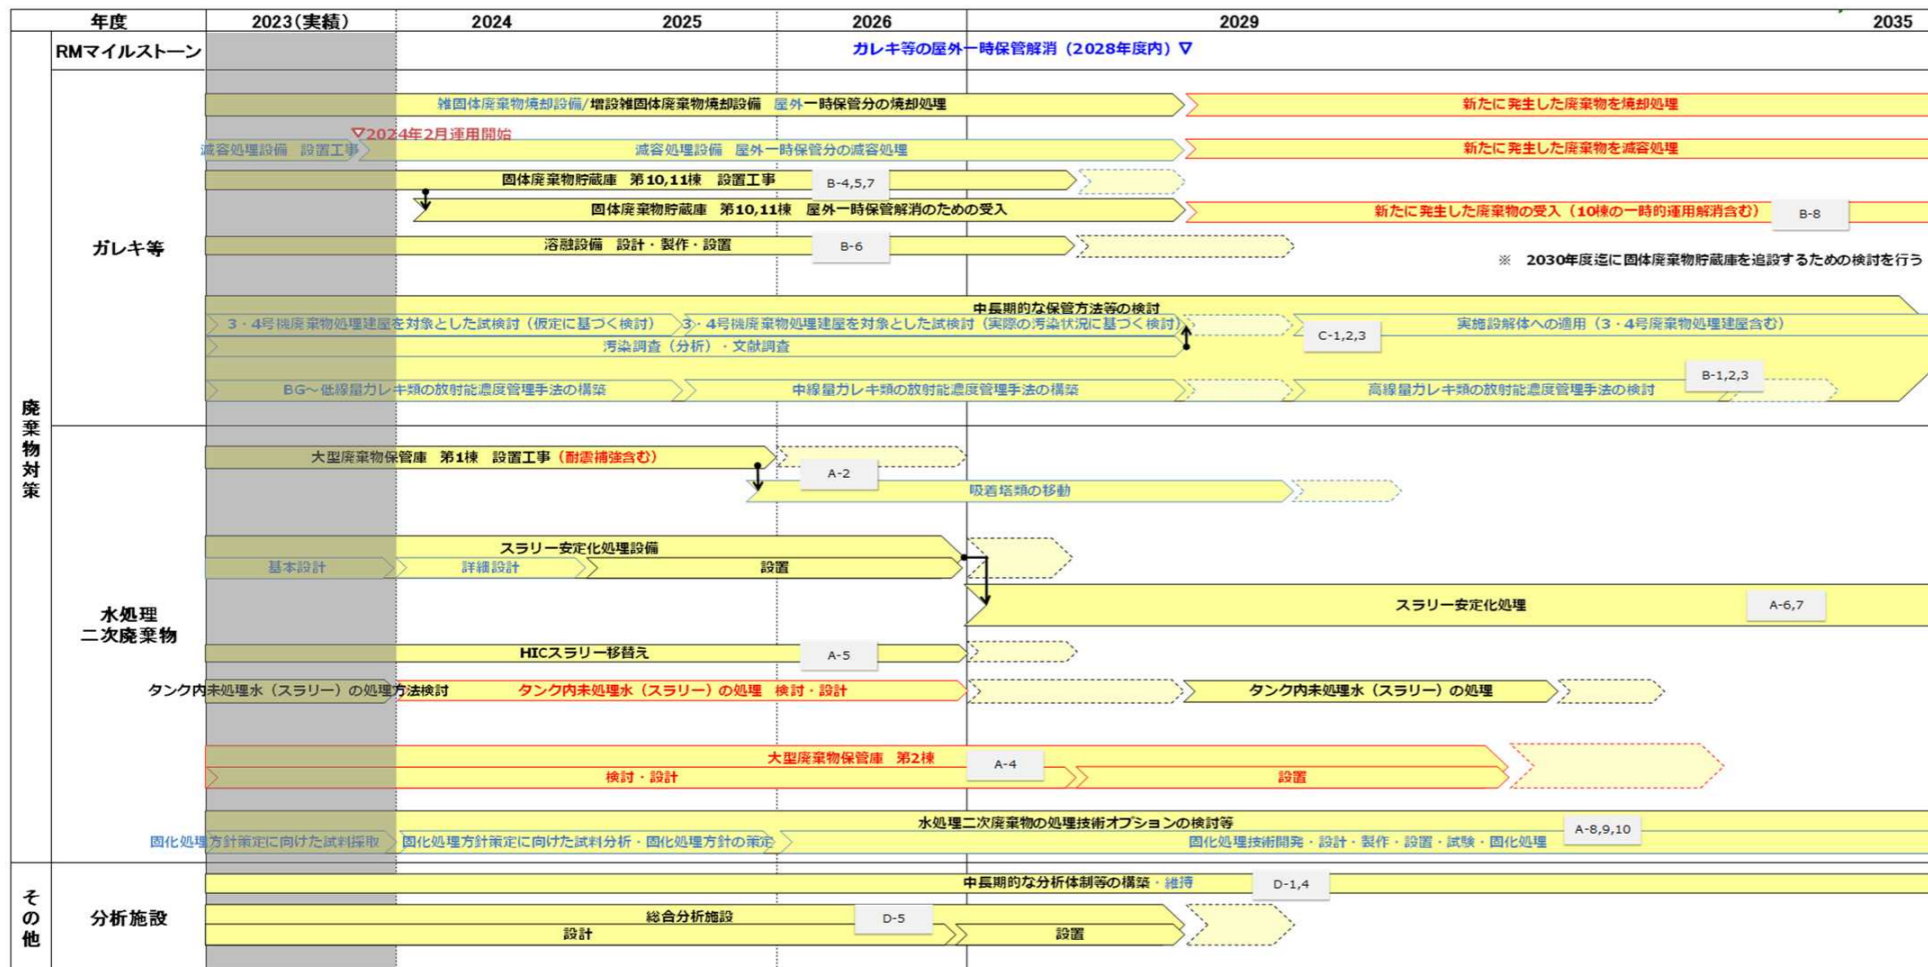 年度 2023(実績) 2024 2025 2026 2029 2035
RMマイルストーン ガレキ等の屋外一時保管解消（2028年度内）▽
雑固体廃棄物焼却設備/増設雑固体廃棄物焼却設備 屋外一時保管分の焼却処理 新たに発生した廃棄物を焼却処理
▽2024年2月運用開始
減容処理設備 設置工事 減容処理設備 屋外一時保管分の減容処理 新たに発生した廃棄物を減容処理
固体廃棄物貯蔵庫 第10,11棟 設置工事 B-4,5,7
固体廃棄物貯蔵庫 第10,11棟 屋外一時保管解消のための受入 新たに発生した廃棄物の受入（10棟の一時的運用解消含む） B-8
ガレキ等
溶融設備 設計・製作・設置 B-6
※ 2030年度迄に固体廃棄物貯蔵庫を追設するための検討を行う
中長期的な保管方法等の検討
3・4号機廃棄物処理建屋を対象とした試検討（仮定に基づく検討） 3・4号機廃棄物処理建屋を対象とした試検討（実際の汚染状況に基づく検討） 実施設解体への適用（3・4号廃棄物処理建屋含む）
C-1,2,3
汚染調査（分析）・文献調査
B-1,2,3
BG～低線量ガレキ類の放射能濃度管理手法の構築 中線量ガレキ類の放射能濃度管理手法の構築 高線量ガレキ類の放射能濃度管理手法の検討
廃棄物対策
大型廃棄物保管庫 第1棟 設置工事（耐震補強含む）
A-2
吸着塔類の移動
スラリー安定化処理設備
基本設計 詳細設計 設置
スラリー安定化処理 A-6,7
水処理
二次廃棄物
HICスラリー移替え A-5
タンク内未処理水（スラリー）の処理方法検討 タンク内未処理水（スラリー）の処理 検討・設計 タンク内未処理水（スラリー）の処理
大型廃棄物保管庫 第2棟 A-4
検討・設計 設置
水処理二次廃棄物の処理技術オプションの検討等 A-8,9,10
固化処理方針策定に向けた試料採取 固化処理方針策定に向けた試料分析・固化処理方針の策定 固化処理技術開発・設計・製作・設置・試験・固化処理
その他
中長期的な分析体制等の構築・維持 D-1,4
分析施設
総合分析施設 D-5
設計 設置